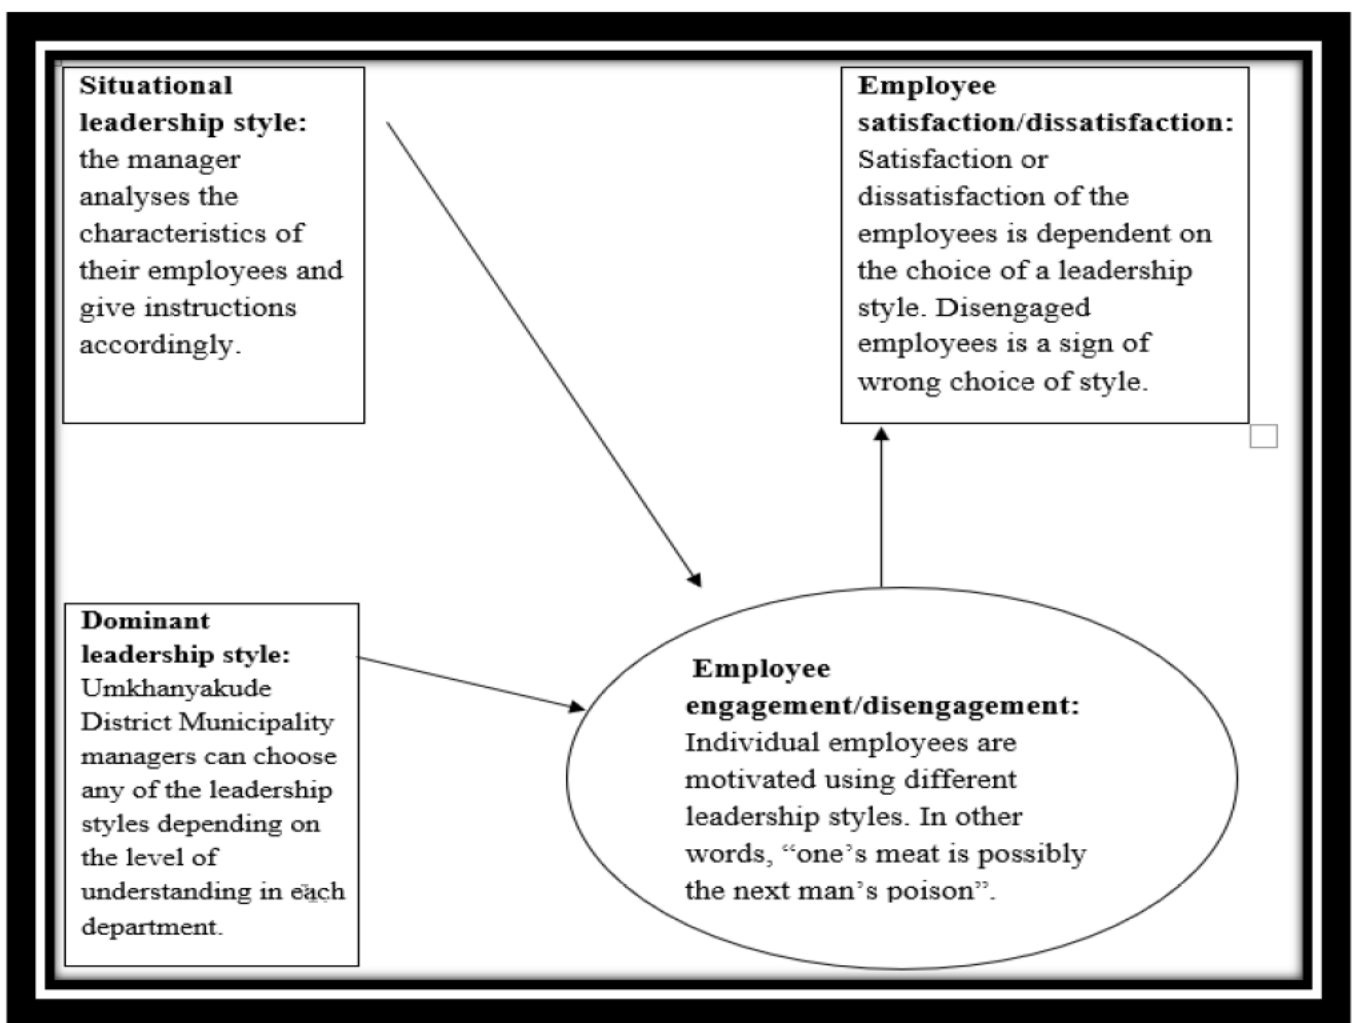 Situational
leadership style:
the manager
analyses the
characteristics of
their employees and
give instructions
accordingly.
Employee
satisfaction/dissatisfaction:
Satisfaction or
dissatisfaction of the
employees is dependent on
the choice of a leadership
style. Disengaged
employees is a sign of
wrong choice of style.
Dominant
leadership style:
Umkhanyakude
District Municipality
managers can choose
any of the leadership
styles depending on
the level of
understanding in each
department.
Employee
engagement/disengagement:
Individual employees are
motivated using different
leadership styles. In other
words, “one’s meat is possibly
the next man’s poison”.